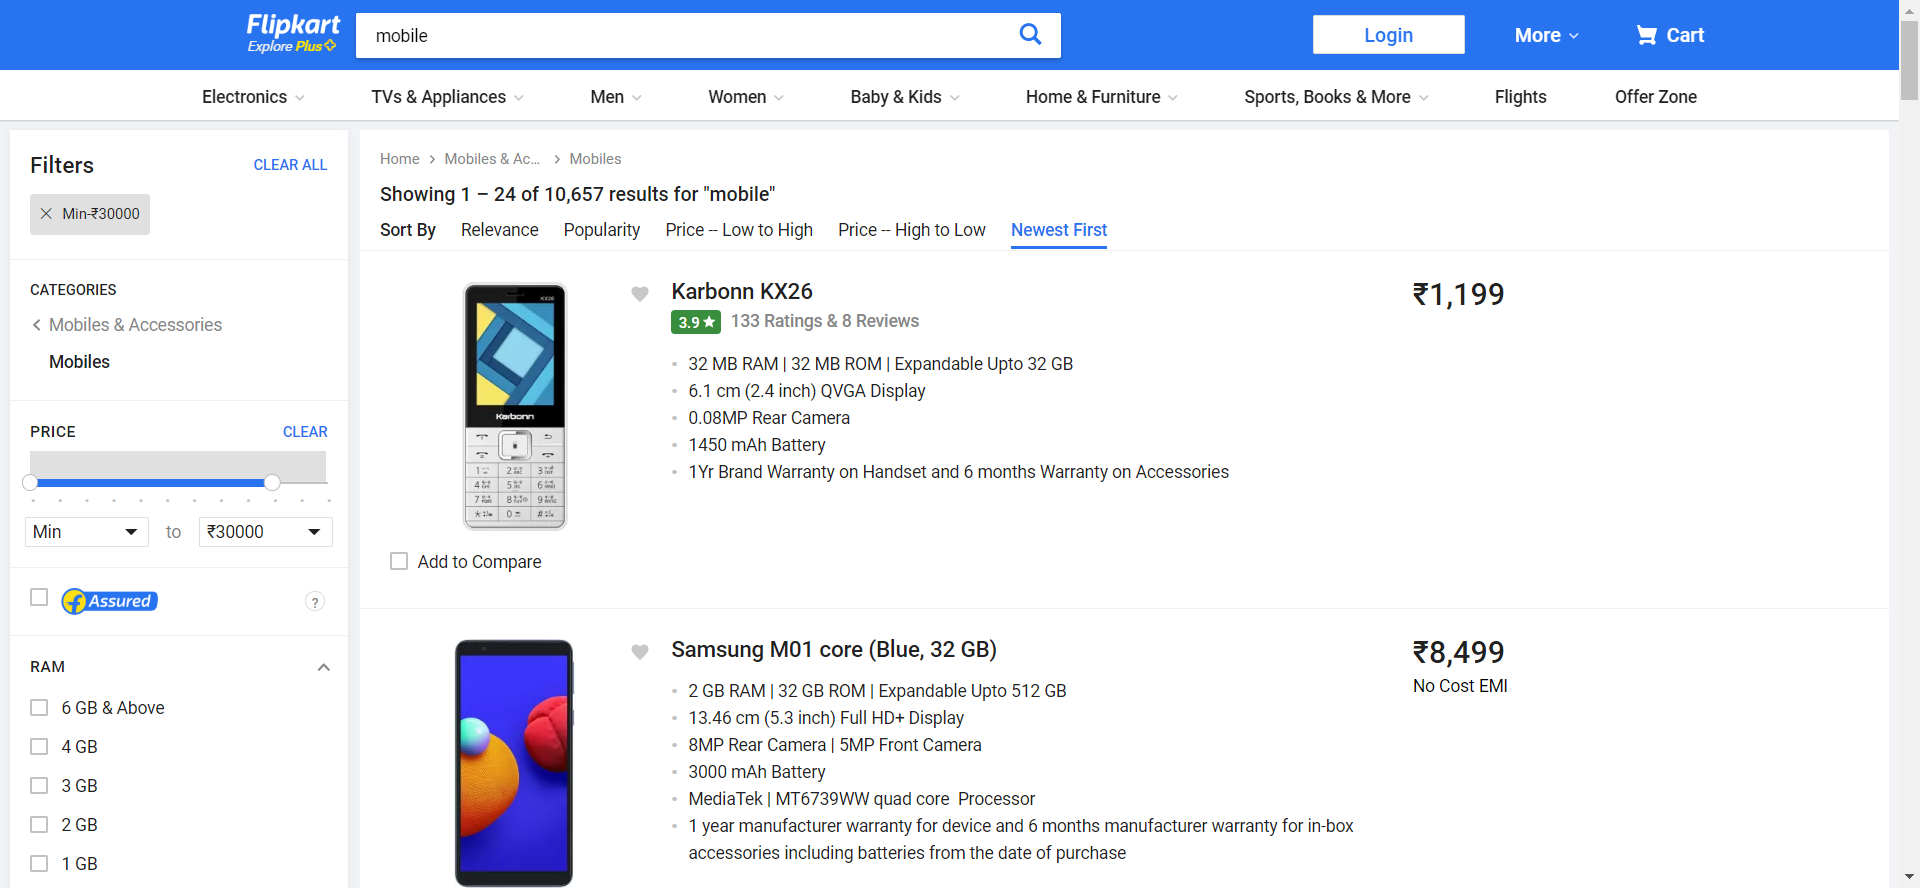 Flipkart
Explore Plus
mobile
Login
More
Cart
Electronics
TVs & Appliances
Men
Women
Baby & Kids
Home & Furniture
Sports, Books & More
Flights
Offer Zone
Filters
CLEAR ALL
Min-₹30000
CATEGORIES
Mobiles & Accessories
Mobiles
PRICE
CLEAR
Min
to
₹30000
Assured
?
RAM
6 GB & Above
4 GB
3 GB
2 GB
1 GB
Home
Mobiles & Ac...
Mobiles
Showing 1 – 24 of 10,657 results for "mobile"
Sort By
Relevance
Popularity
Price -- Low to High
Price -- High to Low
Newest First
KX26
Karbonn
Add to Compare
Karbonn KX26
3.9
133 Ratings & 8 Reviews
32 MB RAM | 32 MB ROM | Expandable Upto 32 GB
6.1 cm (2.4 inch) QVGA Display
0.08MP Rear Camera
1450 mAh Battery
1Yr Brand Warranty on Handset and 6 months Warranty on Accessories
₹1,199
Samsung M01 core (Blue, 32 GB)
2 GB RAM | 32 GB ROM | Expandable Upto 512 GB
13.46 cm (5.3 inch) Full HD+ Display
8MP Rear Camera | 5MP Front Camera
3000 mAh Battery
MediaTek | MT6739WW quad core  Processor
1 year manufacturer warranty for device and 6 months manufacturer warranty for in-box
accessories including batteries from the date of purchase
₹8,499
No Cost EMI